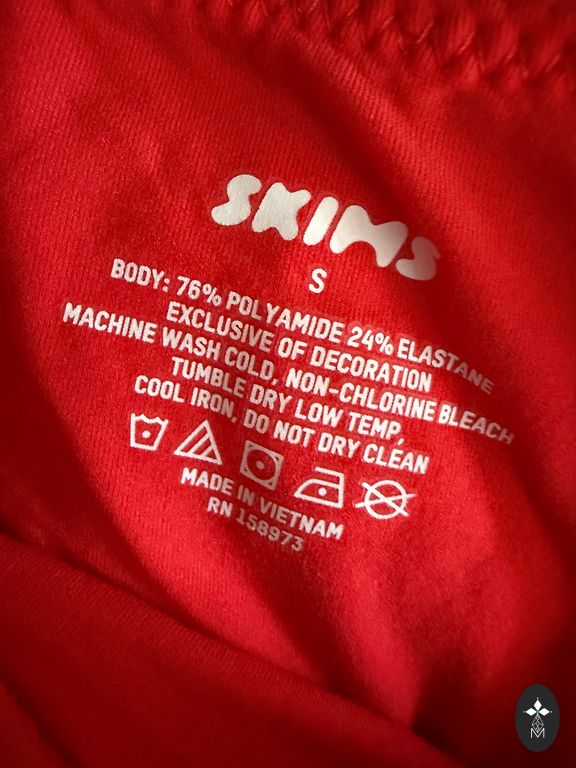 SKIMS
S
BODY: 76% POLYAMIDE 24% ELASTANE
EXCLUSIVE OF DECORATION
MACHINE WASH COLD, NON-CHLORINE BLEACH
TUMBLE DRY LOW TEMP,
COOL IRON, DO NOT DRY CLEAN
MADE IN VIETNAM
RN 158973
M